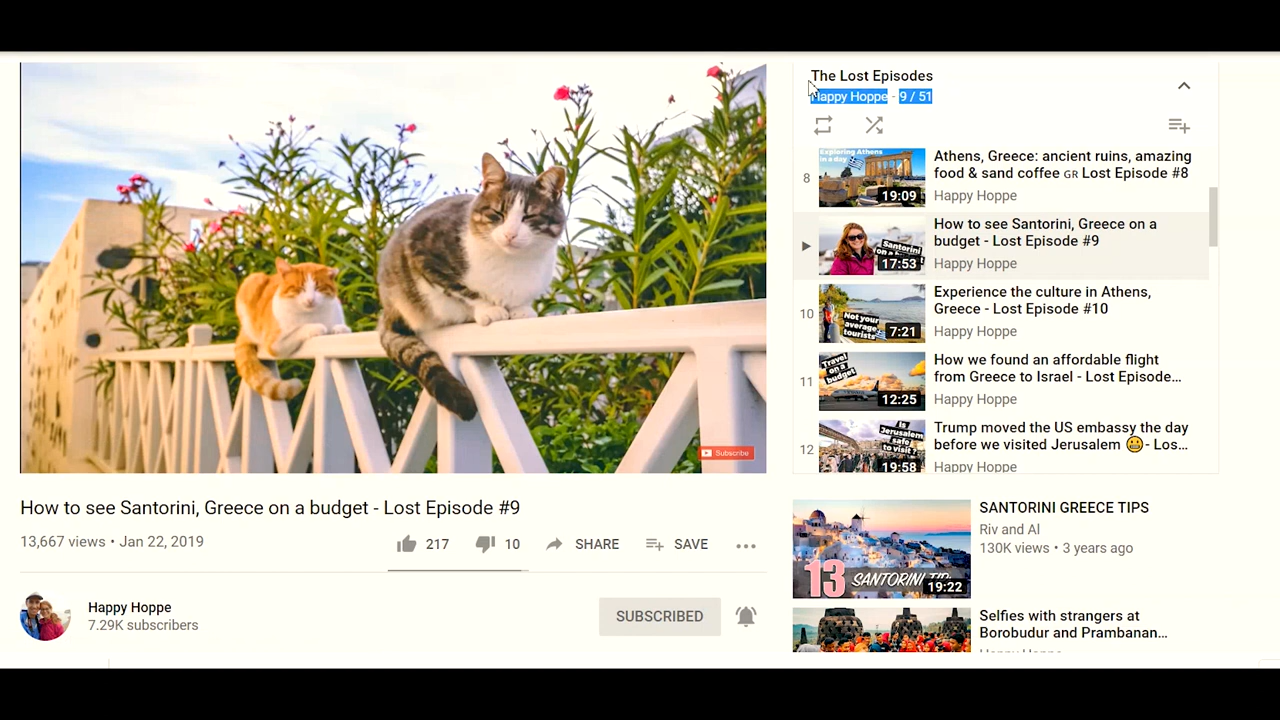 The Lost Episodes
Happy Hoppe - 9 / 51
8
Exploring Athens
in a day
19:09
Athens, Greece: ancient ruins, amazing
food & sand coffee GR Lost Episode #8
Happy Hoppe
Santorini
17:53
How to see Santorini, Greece on a
budget - Lost Episode #9
Happy Hoppe
10
Not your
average
tourists
7:21
Experience the culture in Athens,
Greece - Lost Episode #10
Happy Hoppe
11
Travel
on a
budget
12:25
How we found an affordable flight
from Greece to Israel - Lost Episode...
Happy Hoppe
12
is
Jerusalem
safe
to visit?
19:58
Trump moved the US embassy the day
before we visited Jerusalem 😬 - Los...
Happy Hoppe
Subscribe
How to see Santorini, Greece on a budget - Lost Episode #9
13,667 views • Jan 22, 2019
217
10
SHARE
SAVE
Happy Hoppe
7.29K subscribers
SUBSCRIBED
13 SANTORINI
19:22
SANTORINI GREECE TIPS
Riv and Al
130K views • 3 years ago
Selfies with strangers at
Borobudur and Prambanan...